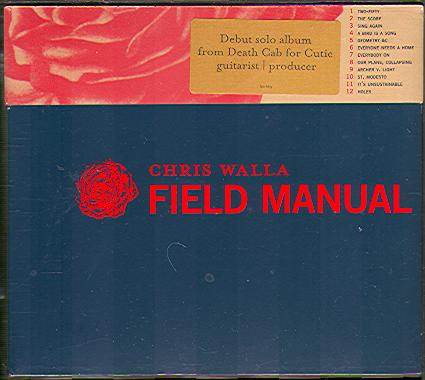 Debut solo album
from Death Cab for Cutie
guitarist | producer
1 TWO-FIFTY
2 THE SCORE
3 SING AGAIN
4 A BIRD IS A SONG
5 GEOMETRY &C
6 EVERYONE NEEDS A HOME
7 EVERYBODY ON
8 OUR PLANE, COLLAPSING
9 ARCHER V. LIGHT
10 ST. MODESTO
11 IT'S UNSUSTAINABLE
12 HOLES
CHRIS WALLA
FIELD MANUAL